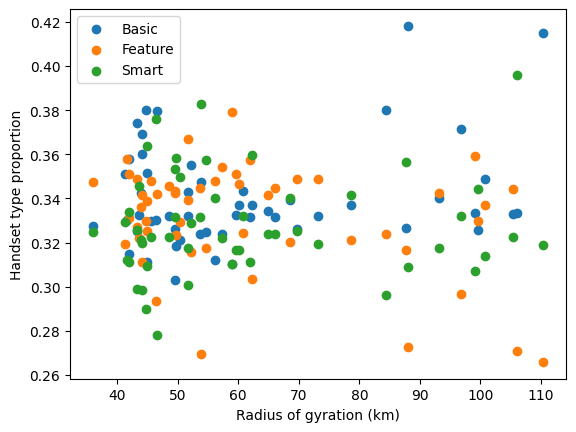 Basic
Feature
Smart
0.42
0.40
0.38
0.36
0.34
0.32
0.30
0.28
0.26
Handset type proportion
40 50 60 70 80 90 100 110
Radius of gyration (km)